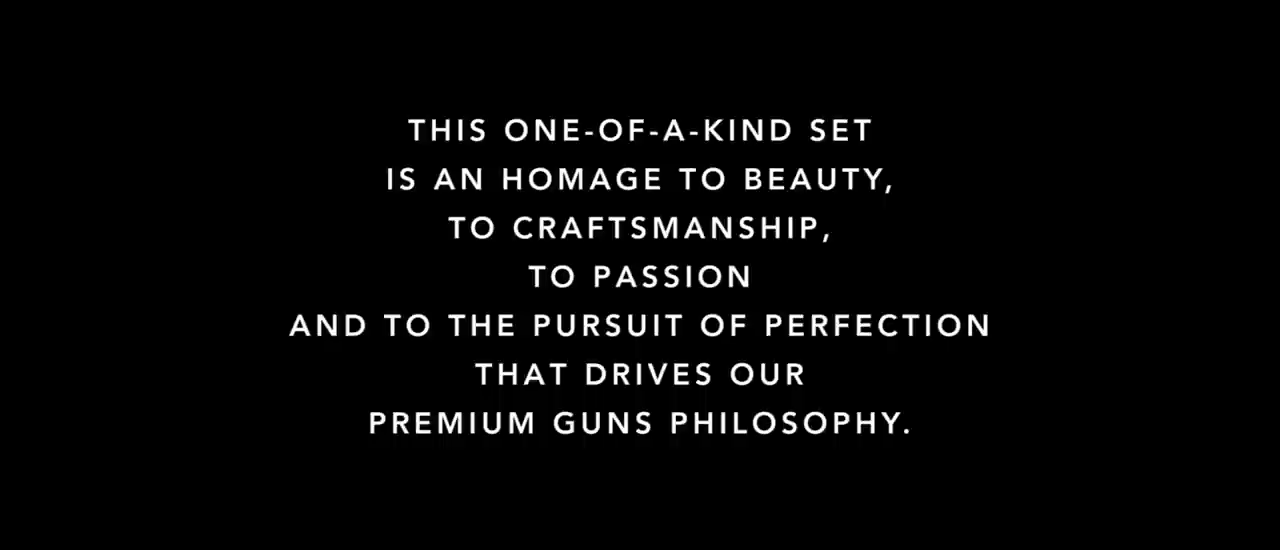 THIS ONE-OF-A-KIND SET
IS AN HOMAGE TO BEAUTY,
TO CRAFTSMANSHIP,
TO PASSION
AND TO THE PURSUIT OF PERFECTION
THAT DRIVES OUR
PREMIUM GUNS PHILOSOPHY.